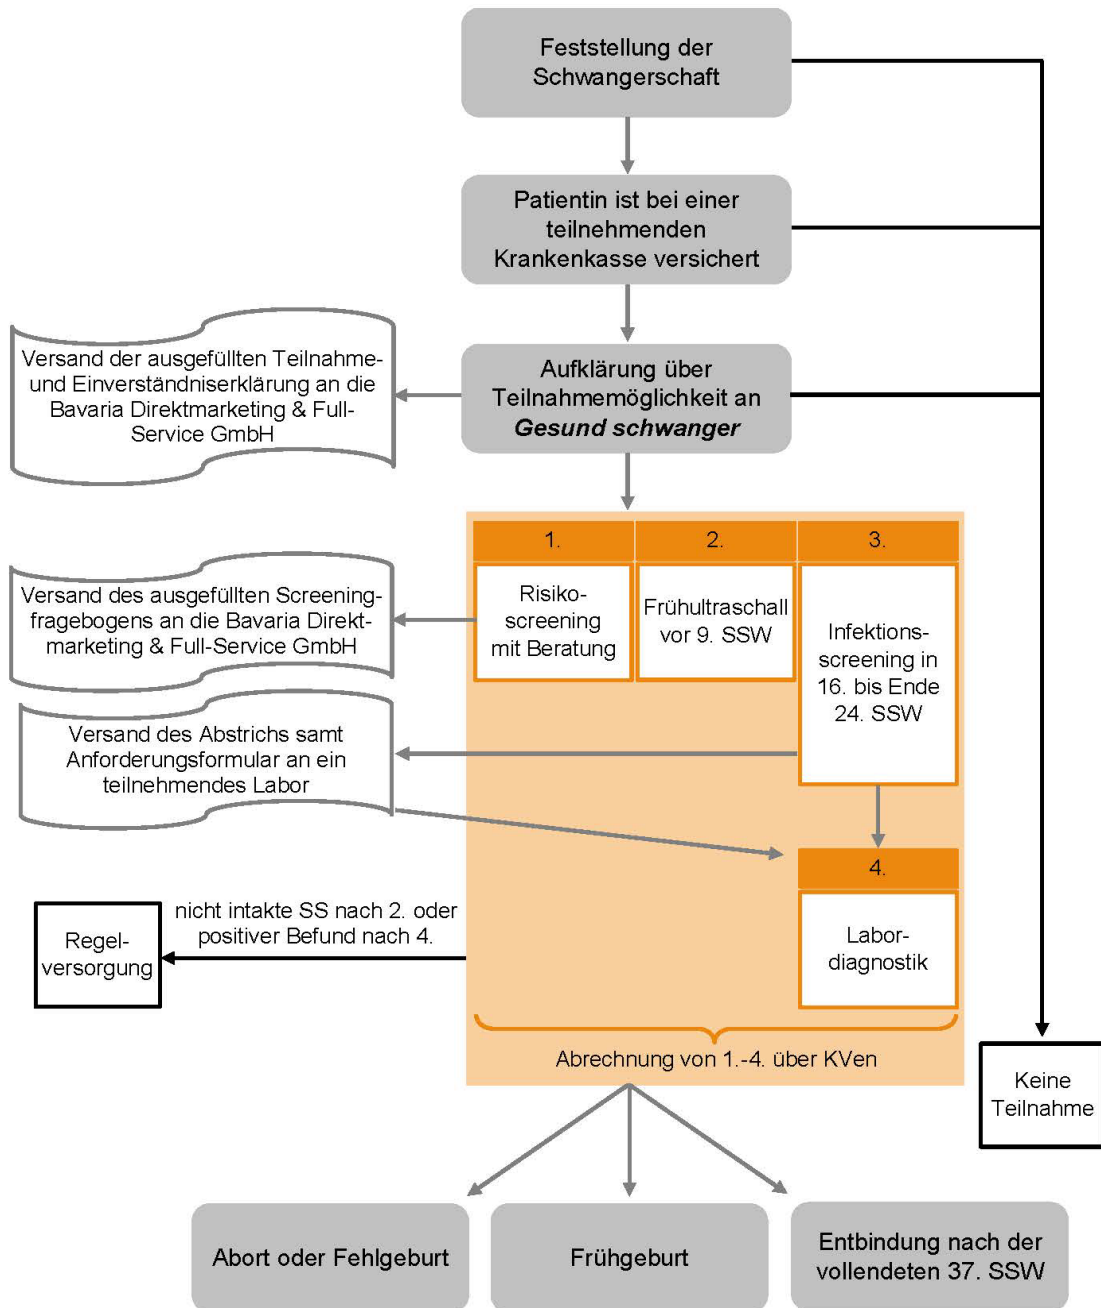 Feststellung der
Schwangerschaft
Patientin ist bei einer
teilnehmenden
Krankenkasse versichert
Versand der ausgefüllten Teilnahme-
und Einverständniserklärung an die
Bavaria Direktmarketing & Full-
Service GmbH
Aufklärung über
Teilnahmemöglichkeit an
Gesund schwanger
1.
2.
3.
Versand des ausgefüllten Screening-
fragebogens an die Bavaria Direkt-
marketing & Full-Service GmbH
Risiko-
screening
mit Beratung
Frühultraschall
vor 9. SSW
Infektions-
screening in
16. bis Ende
24. SSW
Versand des Abstrichs samt
Anforderungsformular an ein
teilnehmendes Labor
4.
Labor-
diagnostik
nicht intakte SS nach 2. oder
positiver Befund nach 4.
Regel-
versorgung
Abrechnung von 1.-4. über KVen
Keine
Teilnahme
Abort oder Fehlgeburt
Frühgeburt
Entbindung nach der
vollendeten 37. SSW